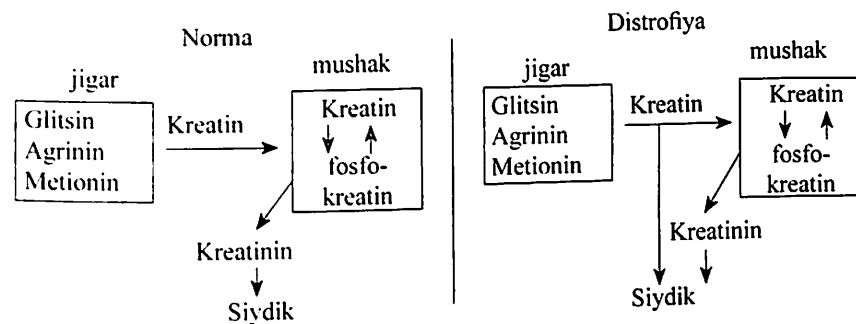 Norma
jigar
Glitsin
Agrinin
Metionin
Kreatin
mushak
Kreatin
fosfo-
kreatin
Kreatinin
Siydik
Distrofiya
jigar
Glitsin
Agrinin
Metionin
Kreatin
mushak
Kreatin
fosfo-
kreatin
Kreatinin
Siydik